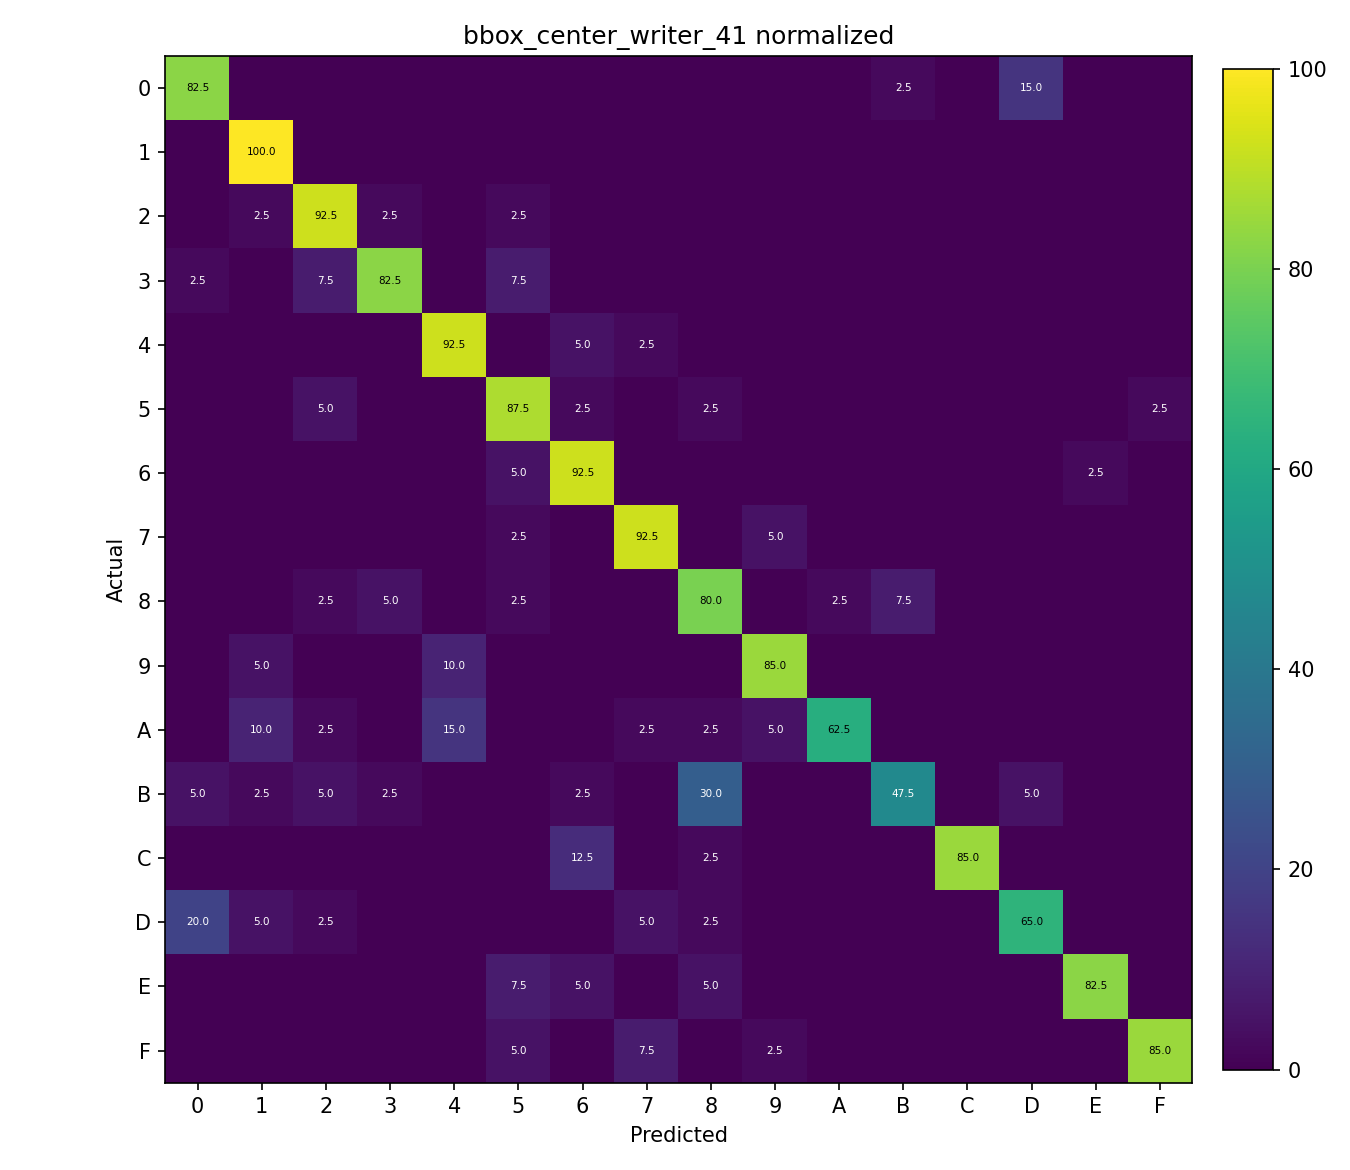 bbox_center_writer_41 normalized
0 82.5 2.5 15.0
1 100.0
2 2.5 92.5 2.5 2.5
3 2.5 7.5 82.5 7.5
4 92.5 5.0 2.5
5 5.0 87.5 2.5 2.5 2.5
6 5.0 92.5 2.5
7 2.5 92.5 5.0
8 2.5 5.0 2.5 80.0 2.5 7.5
9 5.0 10.0 85.0
A 10.0 2.5 15.0 2.5 2.5 5.0 62.5
B 5.0 2.5 5.0 2.5 2.5 30.0 47.5 5.0
C 12.5 2.5 85.0
D 20.0 5.0 2.5 5.0 2.5 65.0
E 7.5 5.0 5.0 82.5
F 5.0 7.5 2.5 85.0
0 1 2 3 4 5 6 7 8 9 A B C D E F
Predicted
Actual
100
80
60
40
20
0